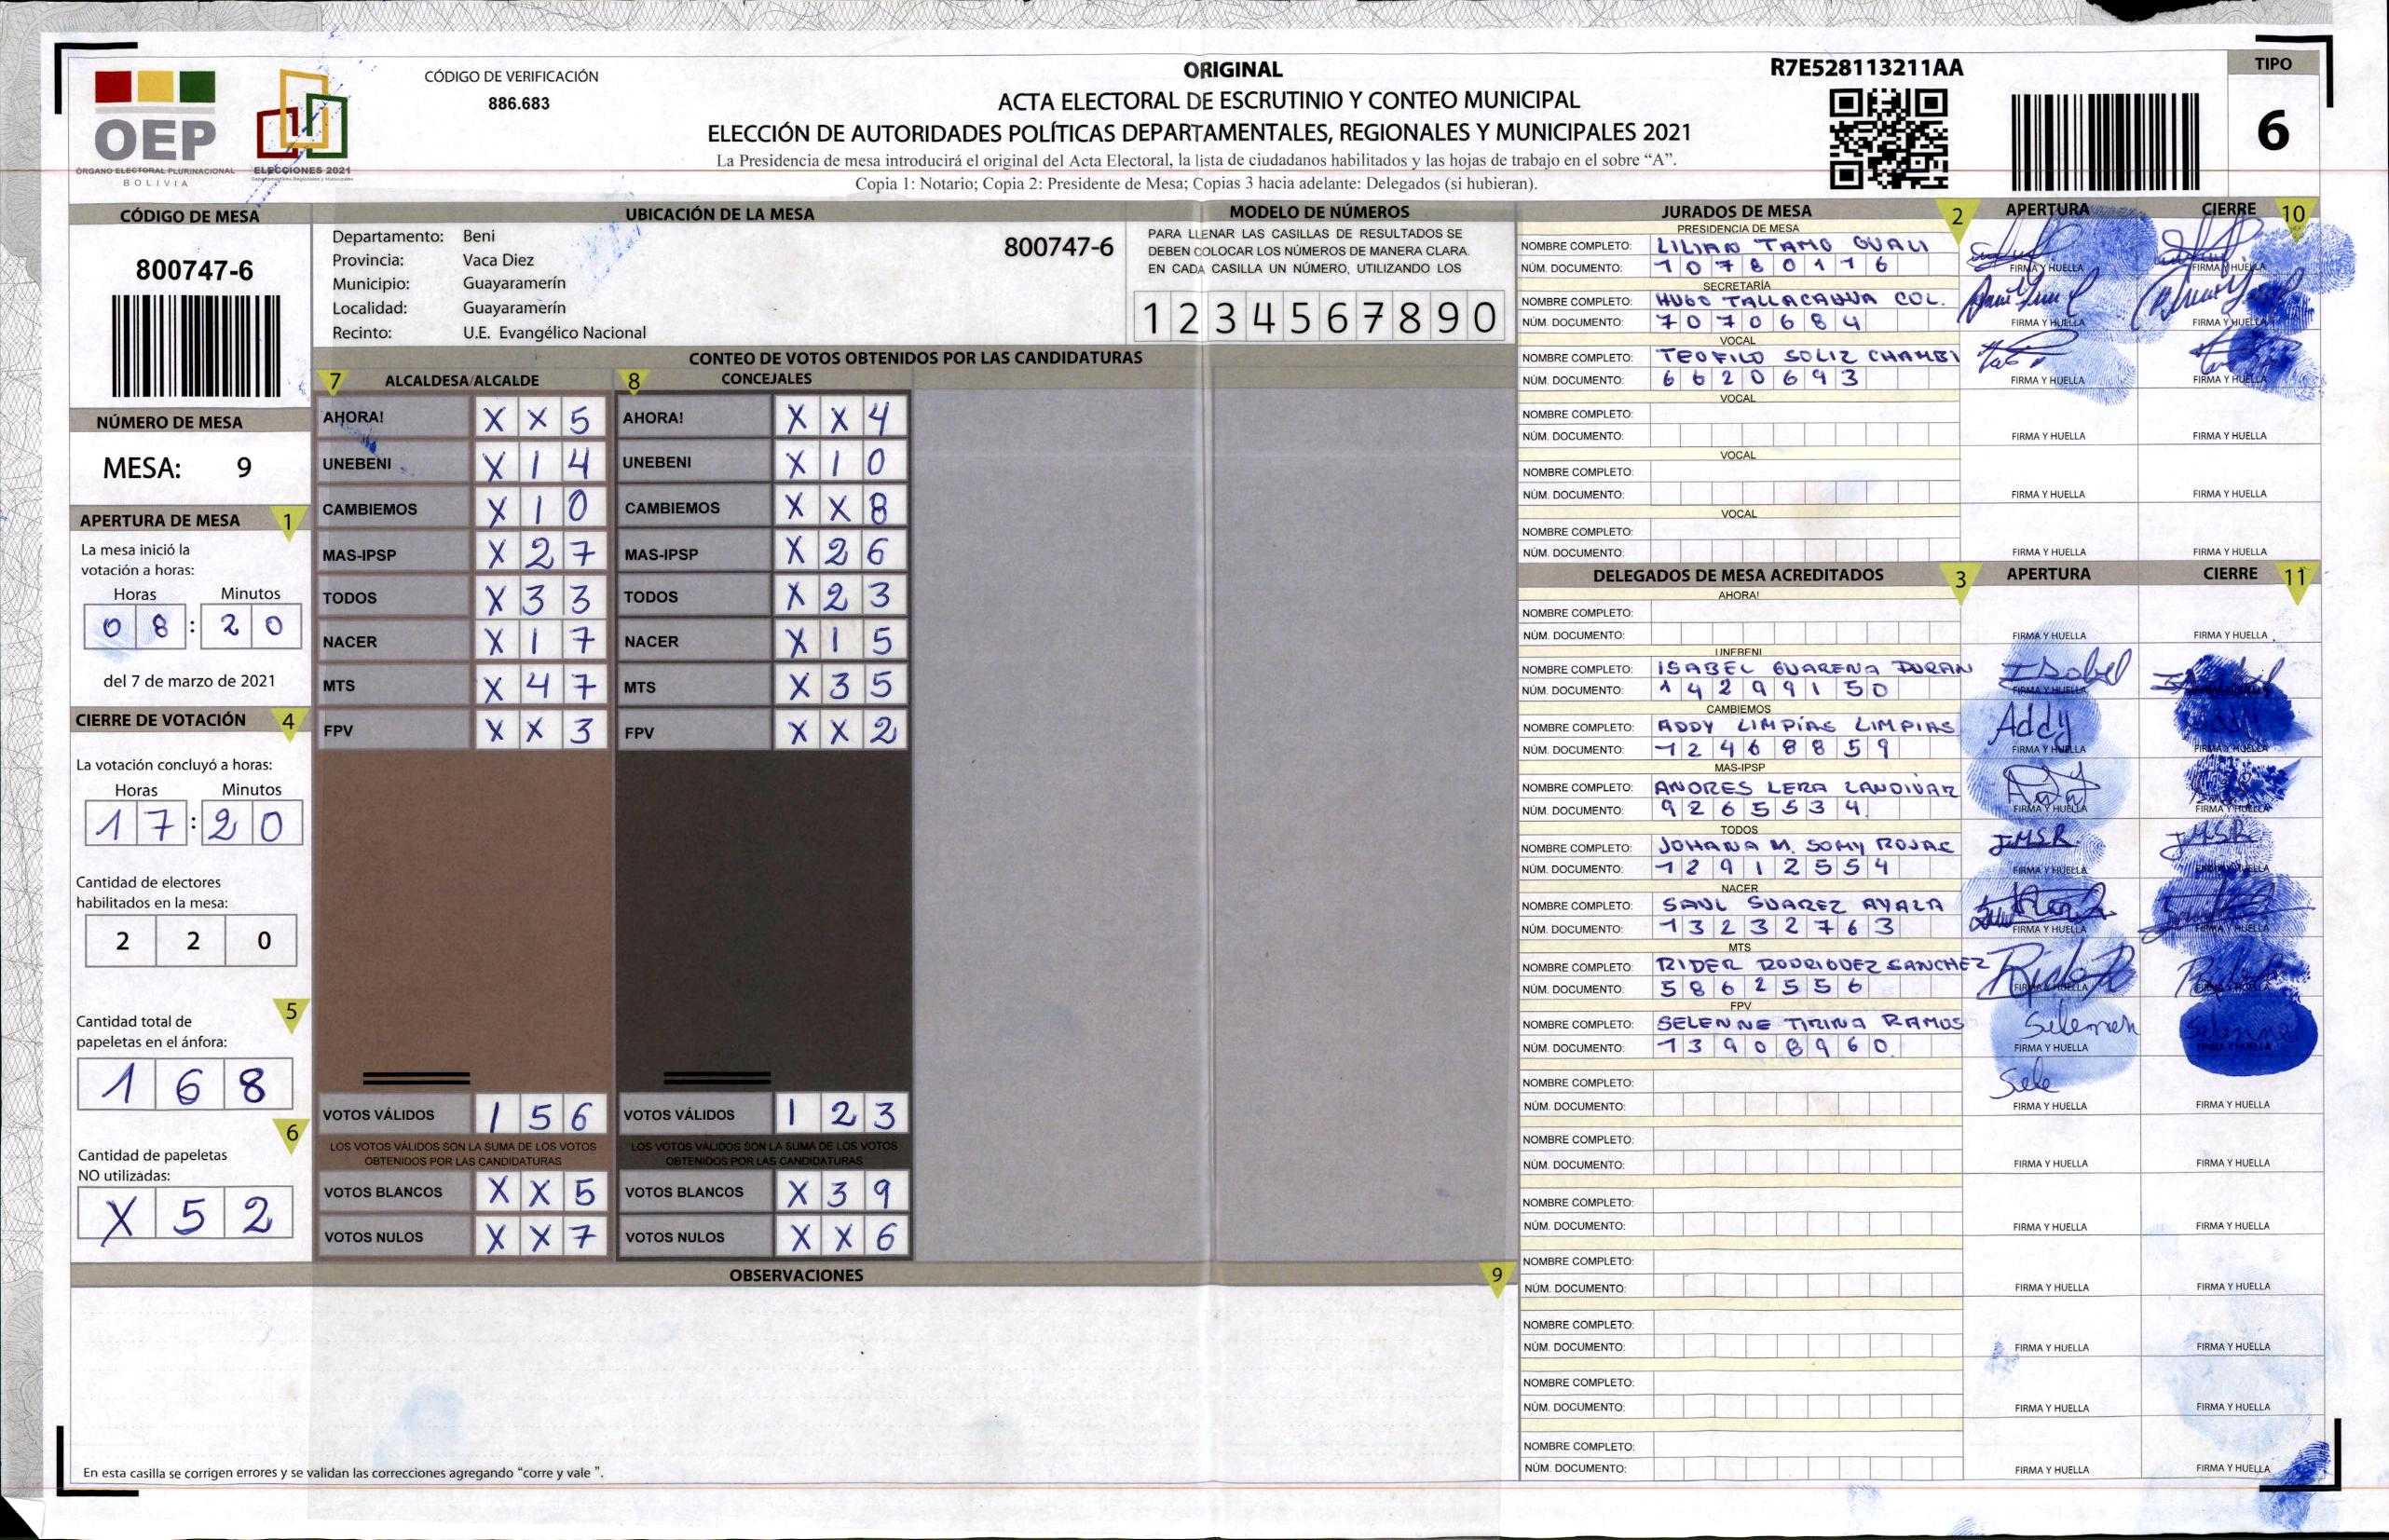 ORIGINAL
R7E528113211AA
TIPO
6
CÓDIGO DE VERIFICACIÓN
886.683
ACTA ELECTORAL DE ESCRUTINIO Y CONTEO MUNICIPAL
ELECCIÓN DE AUTORIDADES POLÍTICAS DEPARTAMENTALES, REGIONALES Y MUNICIPALES 2021
La Presidencia de mesa introducirá el original del Acta Electoral, la lista de ciudadanos habilitados y las hojas de trabajo en el sobre “A”.
Copia 1: Notario; Copia 2: Presidente de Mesa; Copias 3 hacia adelante: Delegados (si hubieran).
OEP
ÓRGANO ELECTORAL PLURINACIONAL
BOLIVIA
ELECCIONES 2021
CÓDIGO DE MESA
800747-6
NÚMERO DE MESA
MESA: 9
APERTURA DE MESA 1
La mesa inició la
votación a horas:
Horas Minutos
0 8 : 2 0
del 7 de marzo de 2021
CIERRE DE VOTACIÓN 4
La votación concluyó a horas:
Horas Minutos
1 7 : 2 0
Cantidad de electores
habilitados en la mesa:
2 2 0
5
Cantidad total de
papeletas en el ánfora:
1 6 8
6
Cantidad de papeletas
NO utilizadas:
X 5 2
UBICACIÓN DE LA MESA
Departamento: Beni
Provincia: Vaca Diez
Municipio: Guayaramerín
Localidad: Guayaramerín
Recinto: U.E. Evangélico Nacional
800747-6
MODELO DE NÚMEROS
PARA LLENAR LAS CASILLAS DE RESULTADOS SE
DEBEN COLOCAR LOS NÚMEROS DE MANERA CLARA.
EN CADA CASILLA UN NÚMERO, UTILIZANDO LOS
1 2 3 4 5 6 7 8 9 0
CONTEO DE VOTOS OBTENIDOS POR LAS CANDIDATURAS
7 ALCALDESA/ALCALDE 8 CONCEJALES
AHORA! X X 5 AHORA! X X 4
UNEBENI X 1 4 UNEBENI X 1 0
CAMBIEMOS X 1 0 CAMBIEMOS X X 8
MAS-IPSP X 2 7 MAS-IPSP X 2 6
TODOS X 3 3 TODOS X 2 3
NACER X 1 7 NACER X 1 5
MTS X 4 7 MTS X 3 5
FPV X X 3 FPV X X 2
VOTOS VÁLIDOS 1 5 6 VOTOS VÁLIDOS 1 2 3
LOS VOTOS VÁLIDOS SON LA SUMA DE LOS VOTOS LOS VOTOS VÁLIDOS SON LA SUMA DE LOS VOTOS
OBTENIDOS POR LAS CANDIDATURAS OBTENIDOS POR LAS CANDIDATURAS
VOTOS BLANCOS X X 5 VOTOS BLANCOS X 3 9
VOTOS NULOS X X 7 VOTOS NULOS X X 6
OBSERVACIONES 9
En esta casilla se corrigen errores y se validan las correcciones agregando “corre y vale ”.
JURADOS DE MESA 2 APERTURA CIERRE 10
PRESIDENCIA DE MESA
NOMBRE COMPLETO: LILIAN TAMO GUALI
NÚM. DOCUMENTO: 1 0 7 8 0 1 1 6 FIRMA Y HUELLA FIRMA Y HUELLA
SECRETARÍA
NOMBRE COMPLETO: HUGO TALLACAHUA COL.
NÚM. DOCUMENTO: 7 0 7 0 6 8 4 FIRMA Y HUELLA FIRMA Y HUELLA
VOCAL
NOMBRE COMPLETO: TEOFILO SOLIZ CHAMBI
NÚM. DOCUMENTO: 6 6 2 0 6 9 3 FIRMA Y HUELLA FIRMA Y HUELLA
VOCAL
NOMBRE COMPLETO:
NÚM. DOCUMENTO: FIRMA Y HUELLA FIRMA Y HUELLA
VOCAL
NOMBRE COMPLETO:
NÚM. DOCUMENTO: FIRMA Y HUELLA FIRMA Y HUELLA
VOCAL
NOMBRE COMPLETO:
NÚM. DOCUMENTO: FIRMA Y HUELLA FIRMA Y HUELLA
DELEGADOS DE MESA ACREDITADOS 3 APERTURA CIERRE 11
AHORA!
NOMBRE COMPLETO:
NÚM. DOCUMENTO: FIRMA Y HUELLA FIRMA Y HUELLA
UNEBENI
NOMBRE COMPLETO: ISABEL GUARENA DURAN Isabel
NÚM. DOCUMENTO: 1 4 2 9 9 1 5 0 FIRMA Y HUELLA FIRMA Y HUELLA
CAMBIEMOS
NOMBRE COMPLETO: ADDY LIMPÍAS LIMPIAS Addy
NÚM. DOCUMENTO: 1 2 4 6 8 8 5 9 FIRMA Y HUELLA FIRMA Y HUELLA
MAS-IPSP
NOMBRE COMPLETO: ANDRES LERA LANDIVAR
NÚM. DOCUMENTO: 9 2 6 5 5 3 4 FIRMA Y HUELLA FIRMA Y HUELLA
TODOS
NOMBRE COMPLETO: JOHANA M. SOMY ROJAS JMSR JMSR
NÚM. DOCUMENTO: 1 2 9 1 2 5 5 4 FIRMA Y HUELLA FIRMA Y HUELLA
NACER
NOMBRE COMPLETO: SAUL SUAREZ AYALA
NÚM. DOCUMENTO: 1 3 2 3 2 7 6 3 FIRMA Y HUELLA FIRMA Y HUELLA
MTS
NOMBRE COMPLETO: RIDER RODRIGUEZ SANCHEZ
NÚM. DOCUMENTO: 5 8 6 2 5 5 6 FIRMA Y HUELLA FIRMA Y HUELLA
FPV
NOMBRE COMPLETO: SELENNE TIRINA RAMOS
NÚM. DOCUMENTO: 1 3 9 0 8 9 6 0 FIRMA Y HUELLA FIRMA Y HUELLA
NOMBRE COMPLETO: Sele
NÚM. DOCUMENTO: FIRMA Y HUELLA FIRMA Y HUELLA
NOMBRE COMPLETO:
NÚM. DOCUMENTO: FIRMA Y HUELLA FIRMA Y HUELLA
NOMBRE COMPLETO:
NÚM. DOCUMENTO: FIRMA Y HUELLA FIRMA Y HUELLA
NOMBRE COMPLETO:
NÚM. DOCUMENTO: FIRMA Y HUELLA FIRMA Y HUELLA
NOMBRE COMPLETO:
NÚM. DOCUMENTO: FIRMA Y HUELLA FIRMA Y HUELLA
NOMBRE COMPLETO:
NÚM. DOCUMENTO: FIRMA Y HUELLA FIRMA Y HUELLA
NOMBRE COMPLETO:
NÚM. DOCUMENTO: FIRMA Y HUELLA FIRMA Y HUELLA